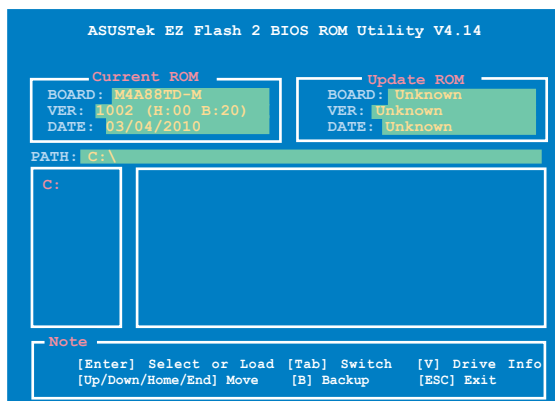 ASUSTek EZ Flash 2 BIOS ROM Utility V4.14
Current ROM
BOARD: M4A88TD-M
VER: 1002 (H:00 B:20)
DATE: 03/04/2010
Update ROM
BOARD: Unknown
VER: Unknown
DATE: Unknown
PATH: C:\
C:
Note
[Enter] Select or Load [Tab] Switch [V] Drive Info
[Up/Down/Home/End] Move [B] Backup [ESC] Exit